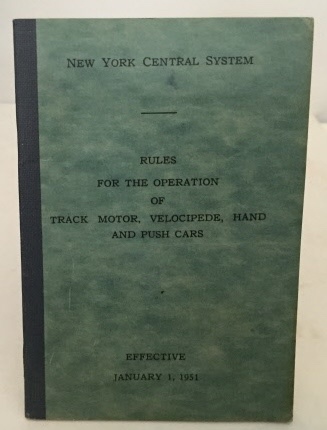 NEW YORK CENTRAL SYSTEM
RULES
FOR THE OPERATION
OF
TRACK MOTOR, VELOCIPEDE, HAND
AND PUSH CARS
EFFECTIVE
JANUARY 1, 1951